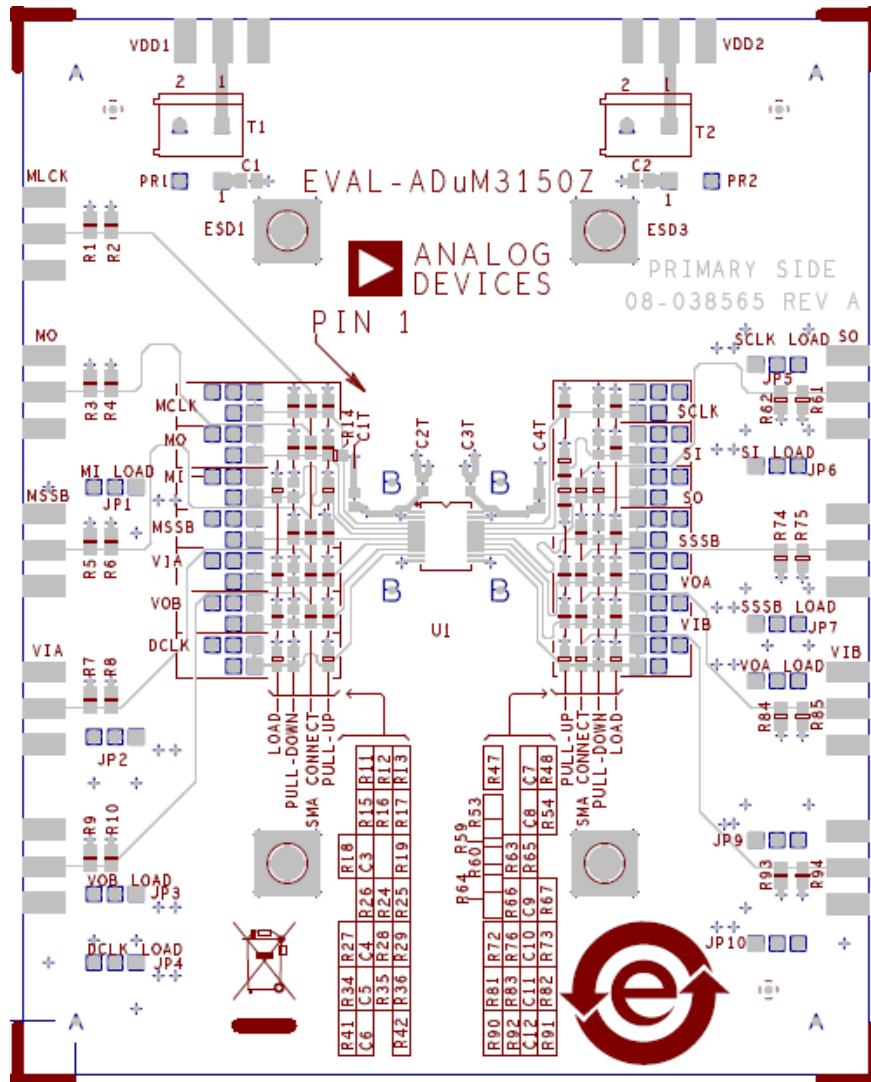 VDD1
VDD2
A
A
2 1
2 1
T1
T2
C1
C2
MLCK
PR1
1
EVAL-ADuM3150Z
1
PR2
R1
R2
ESD1
ESD3
ANALOG
DEVICES
PRIMARY SIDE
08-038565 REV A
PIN 1
MO
SCLK LOAD
SO
JP5
R3
R4
R62
R61
MCLK
SCLK
R14
C1T
C2T
C3T
C4T
MO
SI
SI LOAD
JP6
MI LOAD
MI
B
B
SO
JP1
MSSB
MSSB
SSSB
R74
R75
R5
R6
VIA
VOA
B
B
VOB
VIB
SSSB LOAD
JP7
U1
DCLK
VIA
VOA LOAD
VIB
R7
R8
R84
R85
LOAD
PULL-DOWN
SMA CONNECT
PULL-UP
PULL-UP
SMA CONNECT
PULL-DOWN
LOAD
JP2
R11
R12
R13
R47
C7
R48
R15
R16
R17
R53
C8
R54
R9
R10
R18
C3
R19
R59
R60
R63
R65
JP9
R93
R94
VOB LOAD
JP3
R26
R24
R25
R64
R66
C9
R67
DCLK LOAD
JP4
R27
C4
R28
R29
R72
R76
C10
R73
JP10
R34
C5
R35
R36
R81
R83
C11
R82
R41
C6
R42
R90
R92
C12
R91
e
A
A